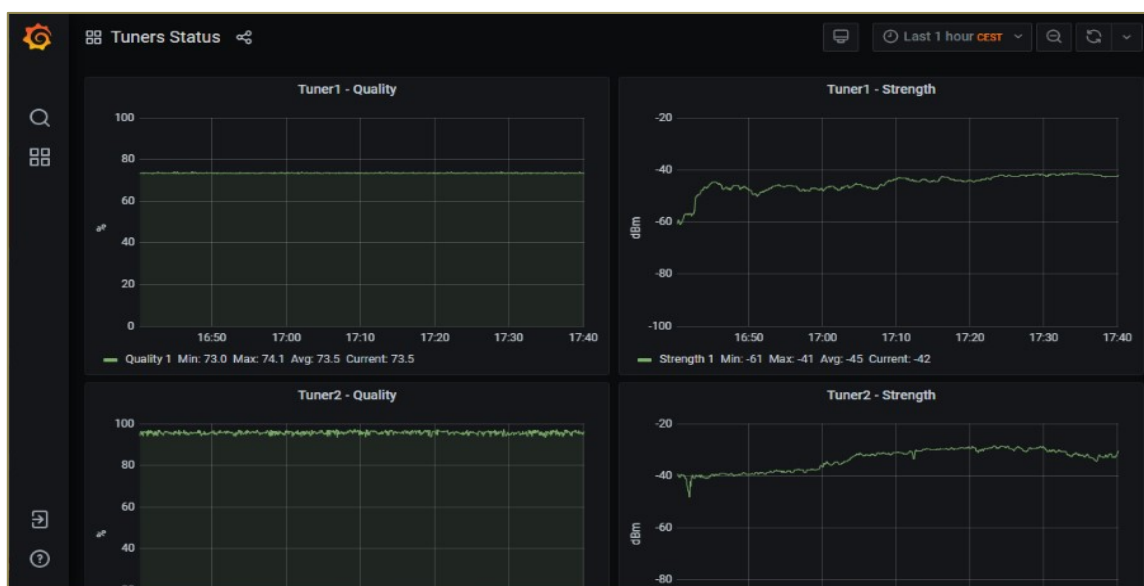 Tuners Status
Last 1 hour CEST
Tuner1 - Quality
100
80
60
%
40
20
0
16:50 17:00 17:10 17:20 17:30 17:40
Quality 1 Min: 73.0 Max: 74.1 Avg: 73.5 Current: 73.5
Tuner1 - Strength
-20
-40
-60
dBm
-80
-100
16:50 17:00 17:10 17:20 17:30 17:40
Strength 1 Min: -61 Max: -41 Avg: -45 Current: -42
Tuner2 - Quality
100
80
60
%
40
Tuner2 - Strength
-20
-40
-60
dBm
-80